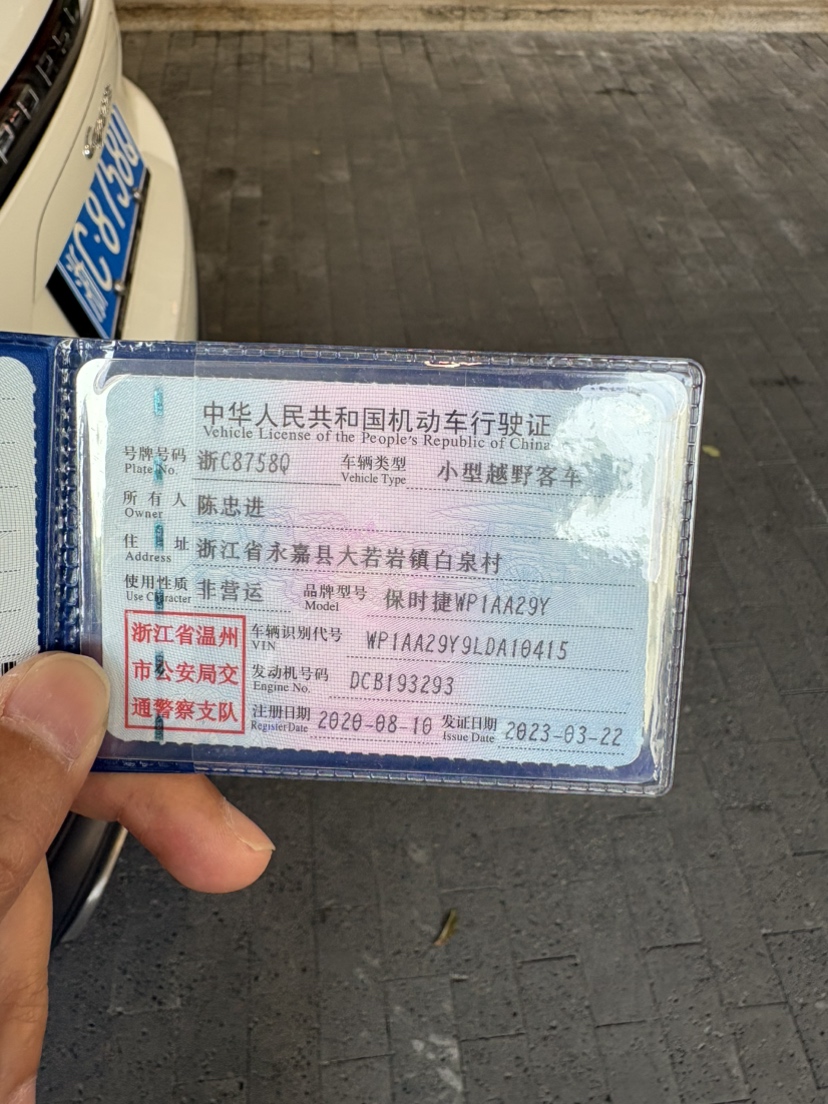 浙C·8758Q
中华人民共和国机动车行驶证
Vehicle License of the People's Republic of China
号牌号码 浙C8758Q 车辆类型 小型越野客车
Plate No. Vehicle Type
所有人 陈忠进
Owner
住址 浙江省永嘉县大若岩镇白泉村
Address
使用性质 非营运 品牌型号 保时捷WP1AA29Y
Use Character Model
浙江省温州
市公安局交
通警察支队
车辆识别代号 WP1AA29Y9LDA10415
VIN
发动机号码 DCB193293
Engine No.
注册日期 2020-08-10 发证日期 2023-03-22
Register Date Issue Date